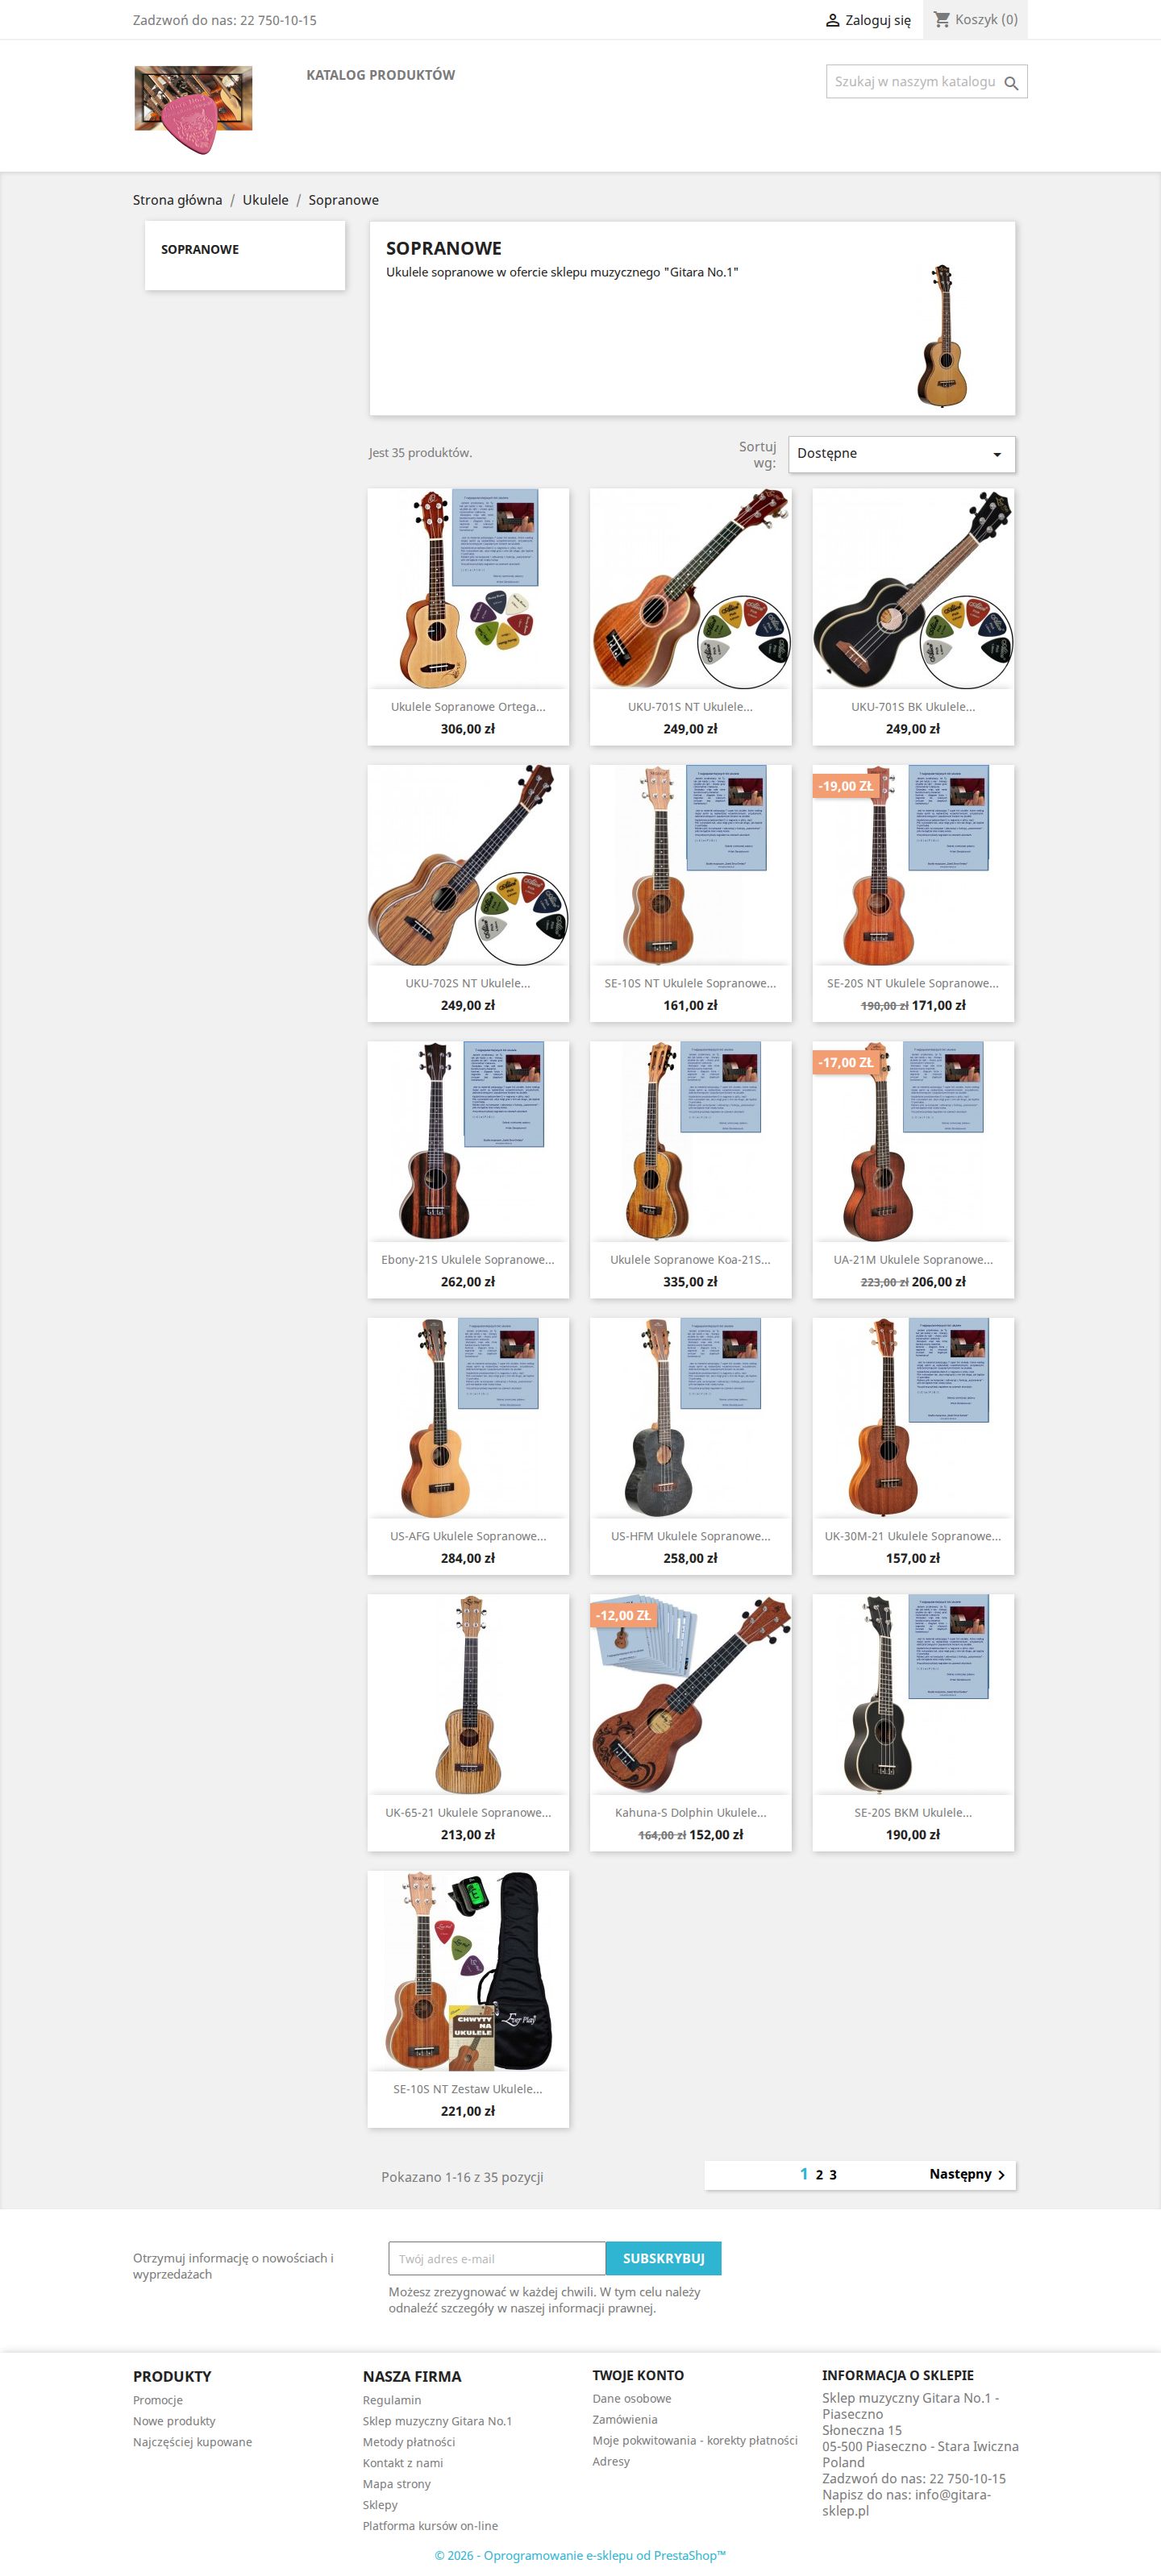 Zadzwoń do nas: 22 750-10-15
Zaloguj się
Koszyk (0)
KATALOG PRODUKTÓW
Szukaj w naszym katalogu
Strona główna / Ukulele / Sopranowe
SOPRANOWE
SOPRANOWE
Ukulele sopranowe w ofercie sklepu muzycznego "Gitara No.1"
Jest 35 produktów.
Sortuj
wg:
Dostępne
Ukulele Sopranowe Ortega...
306,00 zł
UKU-701S NT Ukulele...
249,00 zł
UKU-701S BK Ukulele...
249,00 zł
UKU-702S NT Ukulele...
249,00 zł
SE-10S NT Ukulele Sopranowe...
161,00 zł
-19,00 ZŁ
SE-20S NT Ukulele Sopranowe...
190,00 zł 171,00 zł
Ebony-21S Ukulele Sopranowe...
262,00 zł
Ukulele Sopranowe Koa-21S...
335,00 zł
-17,00 ZŁ
UA-21M Ukulele Sopranowe...
223,00 zł 206,00 zł
US-AFG Ukulele Sopranowe...
284,00 zł
US-HFM Ukulele Sopranowe...
258,00 zł
UK-30M-21 Ukulele Sopranowe...
157,00 zł
UK-65-21 Ukulele Sopranowe...
213,00 zł
-12,00 ZŁ
Kahuna-S Dolphin Ukulele...
164,00 zł 152,00 zł
SE-20S BKM Ukulele...
190,00 zł
Ever Play
CHWYTY
NA
UKULELE
SE-10S NT Zestaw Ukulele...
221,00 zł
Pokazano 1-16 z 35 pozycji
1 2 3
Następny
Otrzymuj informację o nowościach i
wyprzedażach
Twój adres e-mail
SUBSKRYBUJ
Możesz zrezygnować w każdej chwili. W tym celu należy
odnaleźć szczegóły w naszej informacji prawnej.
PRODUKTY
Promocje
Nowe produkty
Najczęściej kupowane
NASZA FIRMA
Regulamin
Sklep muzyczny Gitara No.1
Metody płatności
Kontakt z nami
Mapa strony
Sklepy
Platforma kursów on-line
TWOJE KONTO
Dane osobowe
Zamówienia
Moje pokwitowania - korekty płatności
Adresy
INFORMACJA O SKLEPIE
Sklep muzyczny Gitara No.1 -
Piaseczno
Słoneczna 15
05-500 Piaseczno - Stara Iwiczna
Poland
Zadzwoń do nas: 22 750-10-15
Napisz do nas: info@gitara-
sklep.pl
© 2026 - Oprogramowanie e-sklepu od PrestaShop™